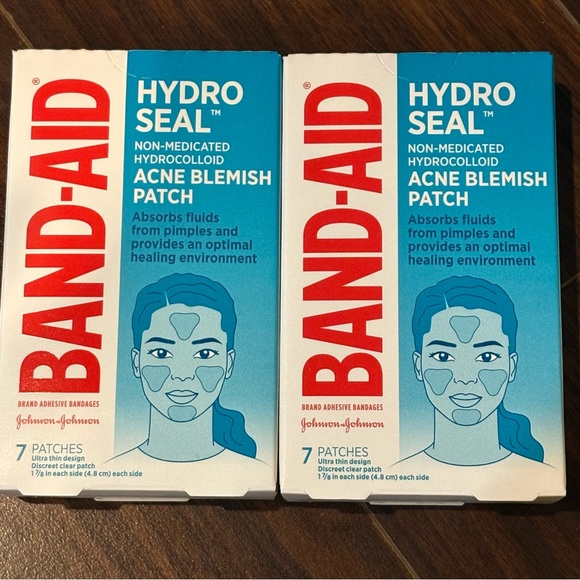 BAND-AID®
HYDRO
SEAL™
NON-MEDICATED
HYDROCOLLOID
ACNE BLEMISH
PATCH
Absorbs fluids
from pimples and
provides an optimal
healing environment
BRAND ADHESIVE BANDAGES
Johnson & Johnson
7 PATCHES
Ultra thin design
Discreet clear patch
1 7/8 in each side (4.8 cm) each side
BAND-AID®
HYDRO
SEAL™
NON-MEDICATED
HYDROCOLLOID
ACNE BLEMISH
PATCH
Absorbs fluids
from pimples and
provides an optimal
healing environment
BRAND ADHESIVE BANDAGES
Johnson & Johnson
7 PATCHES
Ultra thin design
Discreet clear patch
1 7/8 in each side (4.8 cm) each side